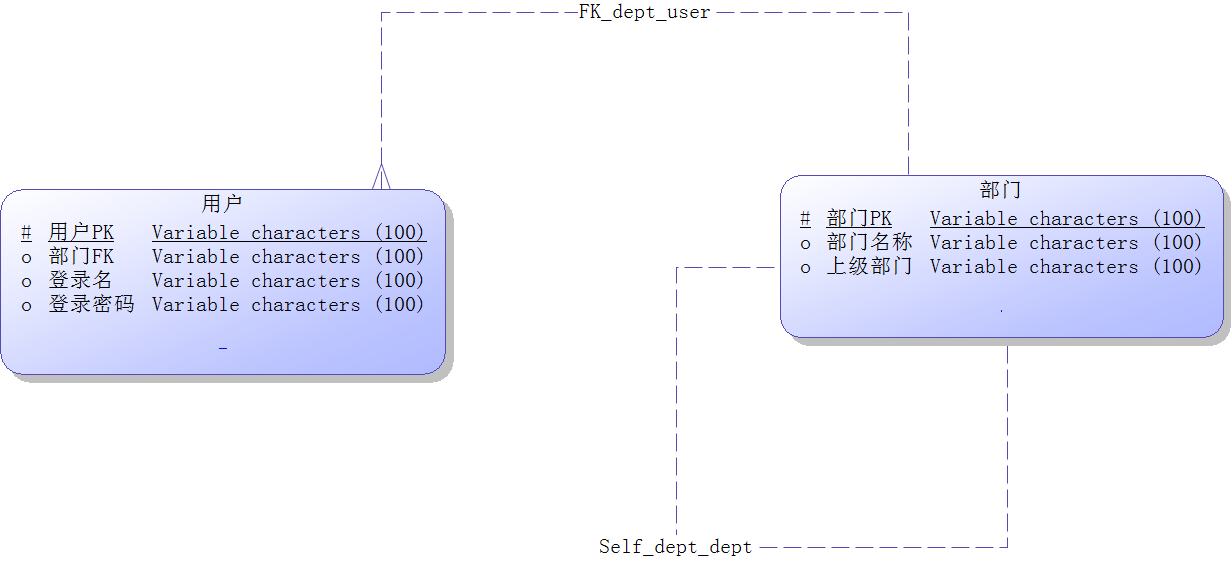 FK_dept_user
用户
# 用户PK Variable characters (100)
o 部门FK Variable characters (100)
o 登录名 Variable characters (100)
o 登录密码 Variable characters (100)
部门
# 部门PK Variable characters (100)
o 部门名称 Variable characters (100)
o 上级部门 Variable characters (100)
Self_dept_dept